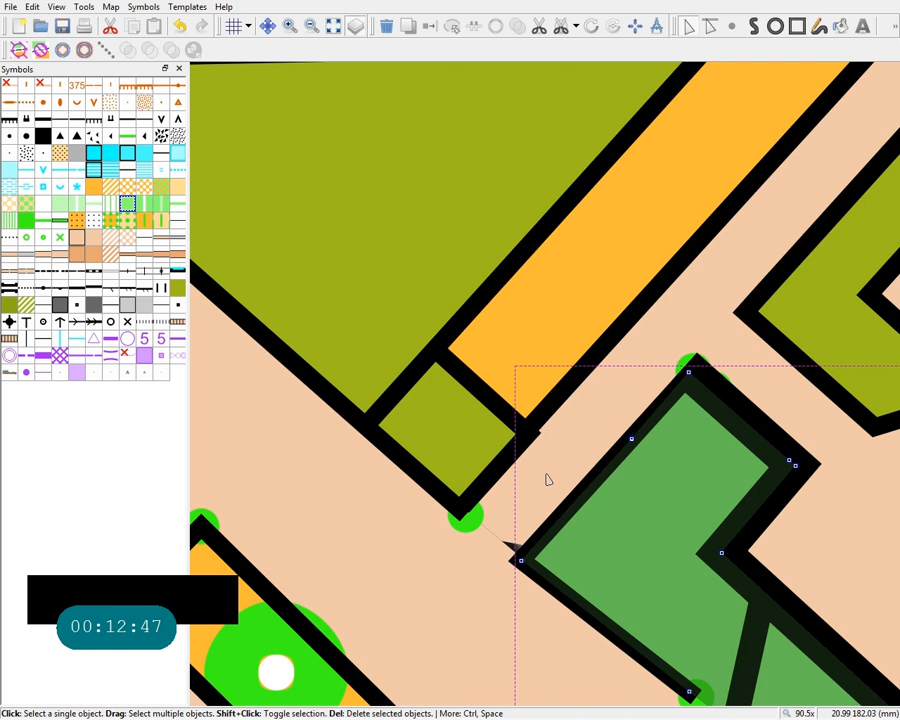 File Edit View Tools Map Symbols Templates Help
A
Symbols
375
5 5
00:12:47
Click: Select a single object. Drag: Select multiple objects. Shift+Click: Toggle selection. Del: Delete selected objects. | More: Ctrl, Space
90.5x
20.99 182.03 (mm)